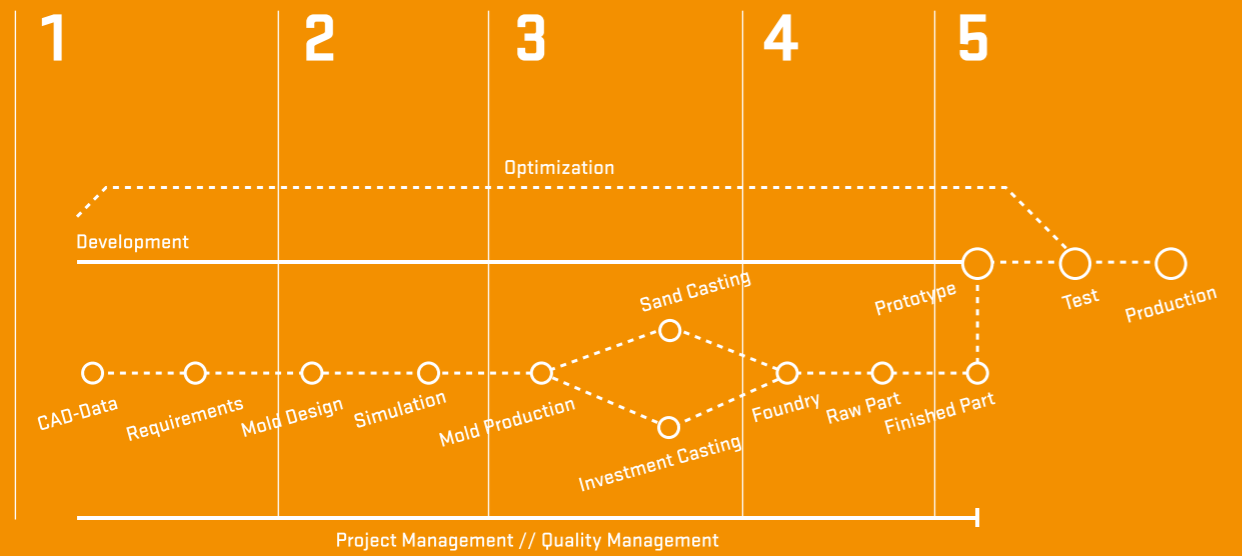 1
2
3
4
5
Optimization
Development
Sand Casting
Prototype
Test
Production
CAD-Data
Requirements
Mold Design
Simulation
Mold Production
Investment Casting
Foundry
Raw Part
Finished Part
Project Management // Quality Management